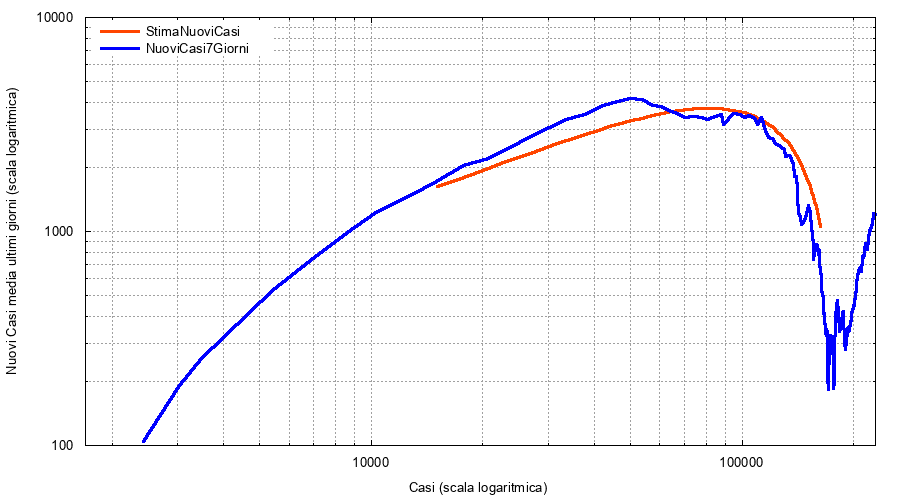 10000
StimaNuoviCasi
NuoviCasi7Giorni
Nuovi Casi media ultimi giorni (scala logaritmica)
1000
100
10000
100000
Casi (scala logaritmica)